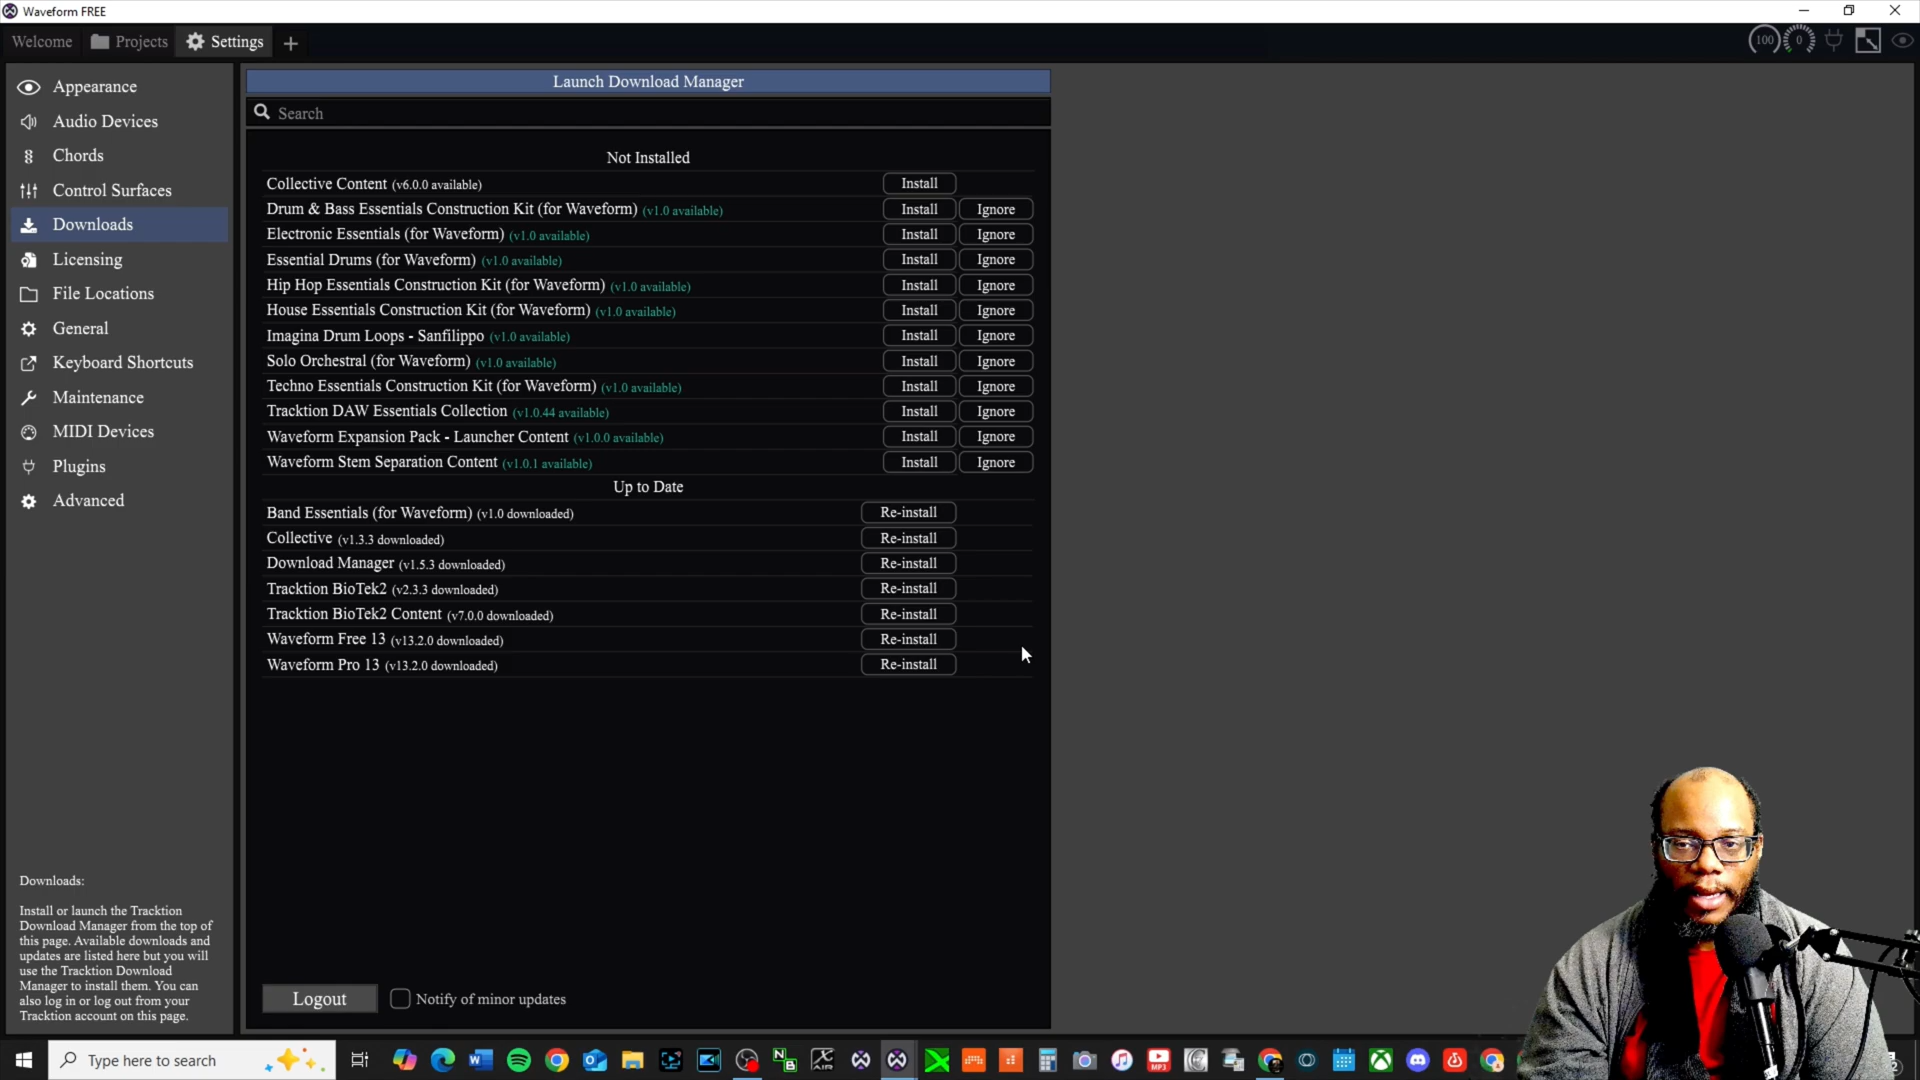 Waveform FREE
Welcome
Projects
Settings
100
0
Appearance
Audio Devices
Chords
Control Surfaces
Downloads
Licensing
File Locations
General
Keyboard Shortcuts
Maintenance
MIDI Devices
Plugins
Advanced
Launch Download Manager
Search
Not Installed
Collective Content (v6.0.0 available) Install
Drum & Bass Essentials Construction Kit (for Waveform) (v1.0 available) Install Ignore
Electronic Essentials (for Waveform) (v1.0 available) Install Ignore
Essential Drums (for Waveform) (v1.0 available) Install Ignore
Hip Hop Essentials Construction Kit (for Waveform) (v1.0 available) Install Ignore
House Essentials Construction Kit (for Waveform) (v1.0 available) Install Ignore
Imagina Drum Loops - Sanfilippo (v1.0 available) Install Ignore
Solo Orchestral (for Waveform) (v1.0 available) Install Ignore
Techno Essentials Construction Kit (for Waveform) (v1.0 available) Install Ignore
Tracktion DAW Essentials Collection (v1.0.44 available) Install Ignore
Waveform Expansion Pack - Launcher Content (v1.0.0 available) Install Ignore
Waveform Stem Separation Content (v1.0.1 available) Install Ignore
Up to Date
Band Essentials (for Waveform) (v1.0 downloaded) Re-install
Collective (v1.3.3 downloaded) Re-install
Download Manager (v1.5.3 downloaded) Re-install
Tracktion BioTek2 (v2.3.3 downloaded) Re-install
Tracktion BioTek2 Content (v7.0.0 downloaded) Re-install
Waveform Free 13 (v13.2.0 downloaded) Re-install
Waveform Pro 13 (v13.2.0 downloaded) Re-install
Downloads:
Install or launch the Tracktion
Download Manager from the top of
this page. Available downloads and
updates are listed here but you will
use the Tracktion Download
Manager to install them. You can
also log in or log out from your
Tracktion account on this page.
Logout
Notify of minor updates
Type here to search